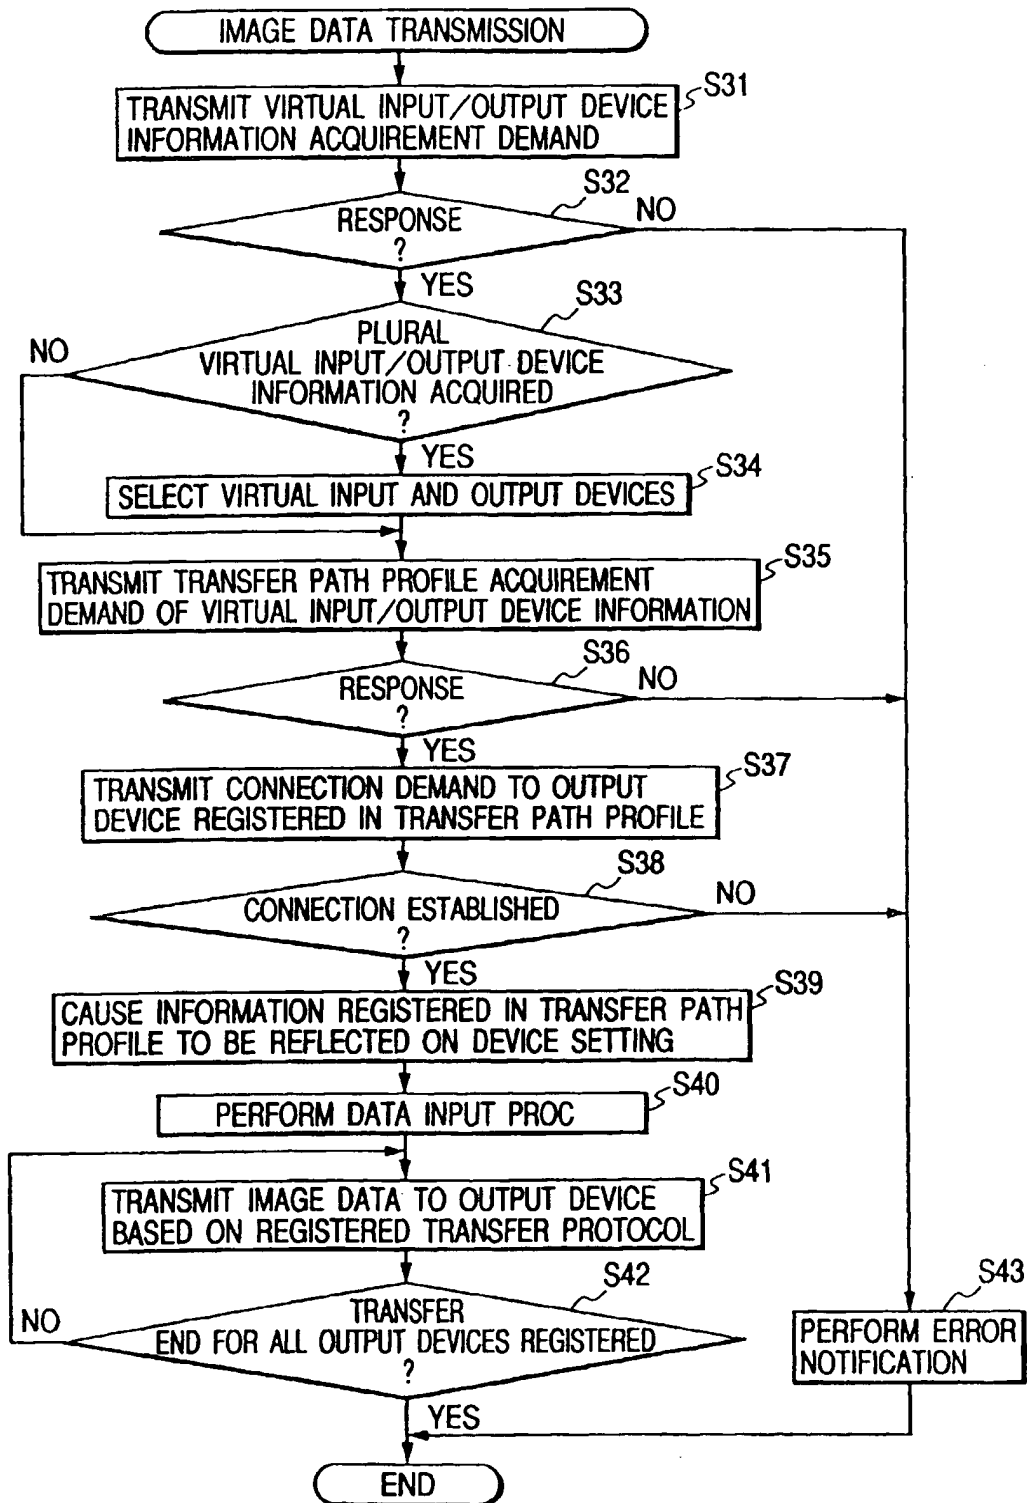 IMAGE DATA TRANSMISSION
S31
TRANSMIT VIRTUAL INPUT/OUTPUT DEVICE
INFORMATION ACQUIREMENT DEMAND
S32
RESPONSE
?
NO
YES
S33
PLURAL
VIRTUAL INPUT/OUTPUT DEVICE
INFORMATION ACQUIRED
?
NO
YES
S34
SELECT VIRTUAL INPUT AND OUTPUT DEVICES
S35
TRANSMIT TRANSFER PATH PROFILE ACQUIREMENT
DEMAND OF VIRTUAL INPUT/OUTPUT DEVICE INFORMATION
S36
RESPONSE
?
NO
YES
S37
TRANSMIT CONNECTION DEMAND TO OUTPUT
DEVICE REGISTERED IN TRANSFER PATH PROFILE
S38
CONNECTION ESTABLISHED
?
NO
YES
S39
CAUSE INFORMATION REGISTERED IN TRANSFER PATH
PROFILE TO BE REFLECTED ON DEVICE SETTING
S40
PERFORM DATA INPUT PROC
S41
TRANSMIT IMAGE DATA TO OUTPUT DEVICE
BASED ON REGISTERED TRANSFER PROTOCOL
S42
TRANSFER
END FOR ALL OUTPUT DEVICES REGISTERED
?
NO
YES
S43
PERFORM ERROR
NOTIFICATION
END